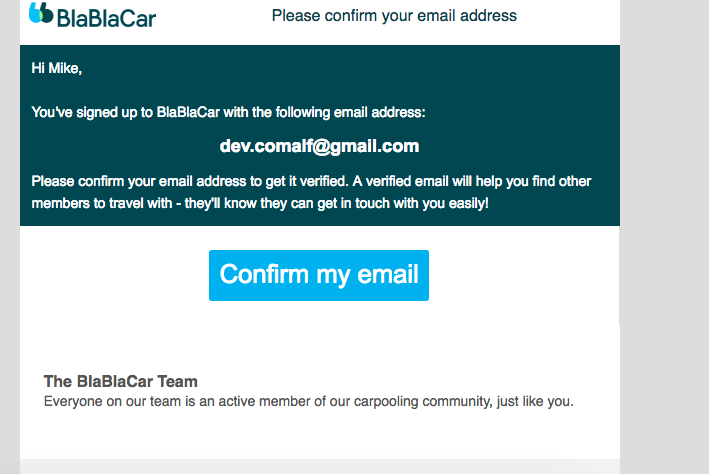 BlaBlaCar
Please confirm your email address
Hi Mike,
You've signed up to BlaBlaCar with the following email address:
dev.comalf@gmail.com
Please confirm your email address to get it verified. A verified email will help you find other
members to travel with - they'll know they can get in touch with you easily!
Confirm my email
The BlaBlaCar Team
Everyone on our team is an active member of our carpooling community, just like you.